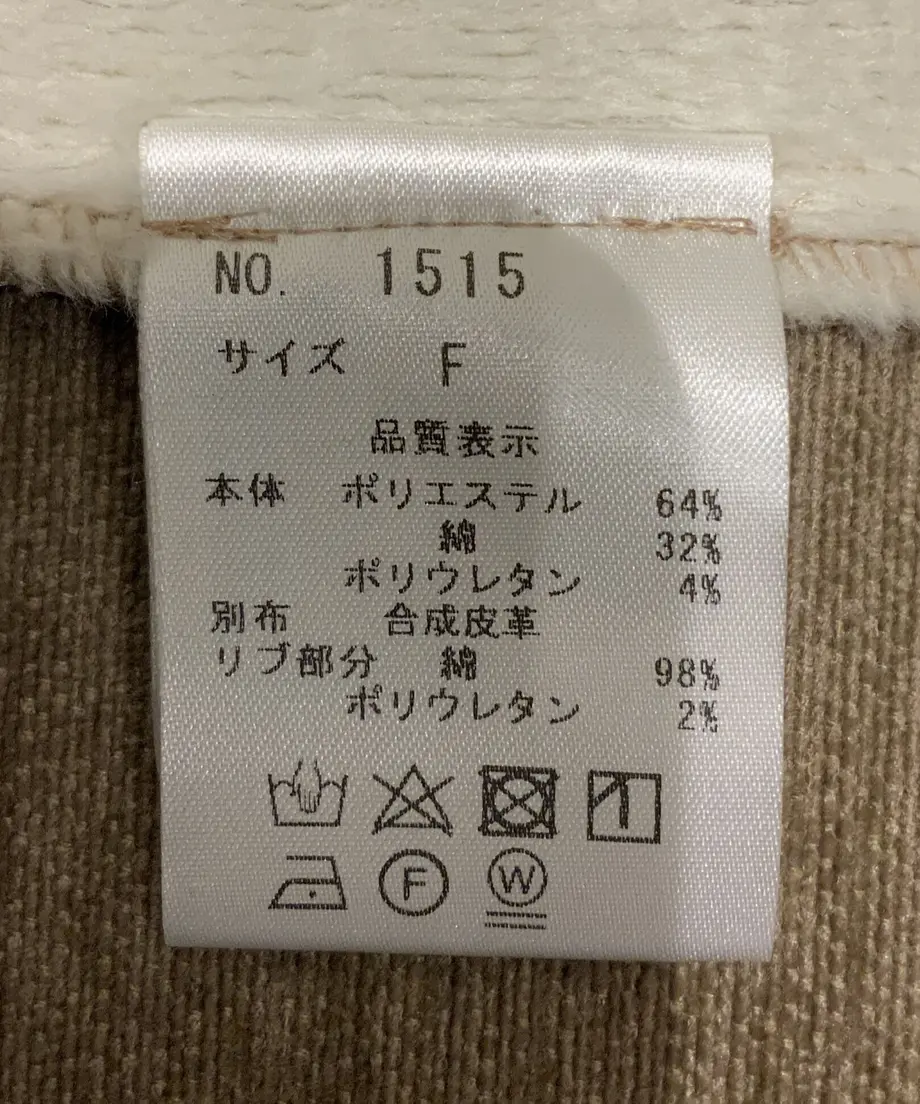 NO. 1515
サイズ F
品質表示
本体 ポリエステル 64%
綿 32%
ポリウレタン 4%
別布 合成皮革
リブ部分 綿 98%
ポリウレタン 2%
F W